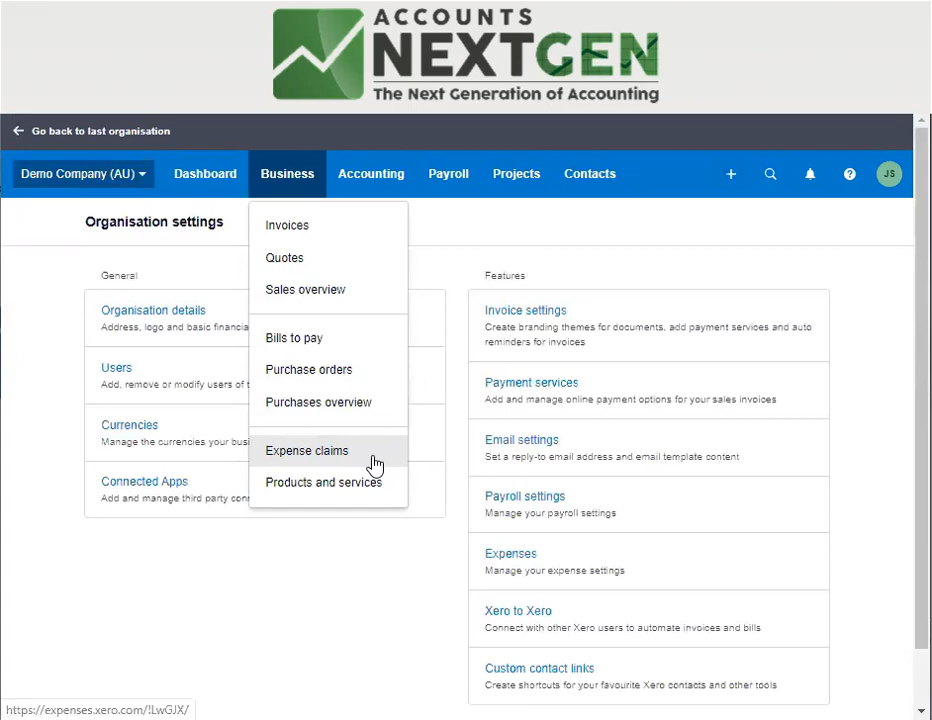 ACCOUNTS
NEXTGEN
The Next Generation of Accounting
Go back to last organisation
Demo Company (AU)
Dashboard
Business
Accounting
Payroll
Projects
Contacts
JS
Organisation settings
Invoices
Quotes
Sales overview
Bills to pay
Purchase orders
Purchases overview
Expense claims
Products and services
General
Organisation details
Address, logo and basic financia
Users
Add, remove or modify users of t
Currencies
Manage the currencies your busi
Connected Apps
Add and manage third party con
Features
Invoice settings
Create branding themes for documents, add payment services and auto
reminders for invoices
Payment services
Add and manage online payment options for your sales invoices
Email settings
Set a reply-to email address and email template content
Payroll settings
Manage your payroll settings
Expenses
Manage your expense settings
Xero to Xero
Connect with other Xero users to automate invoices and bills
Custom contact links
Create shortcuts for your favourite Xero contacts and other tools
https://expenses.xero.com/!LwGJX/